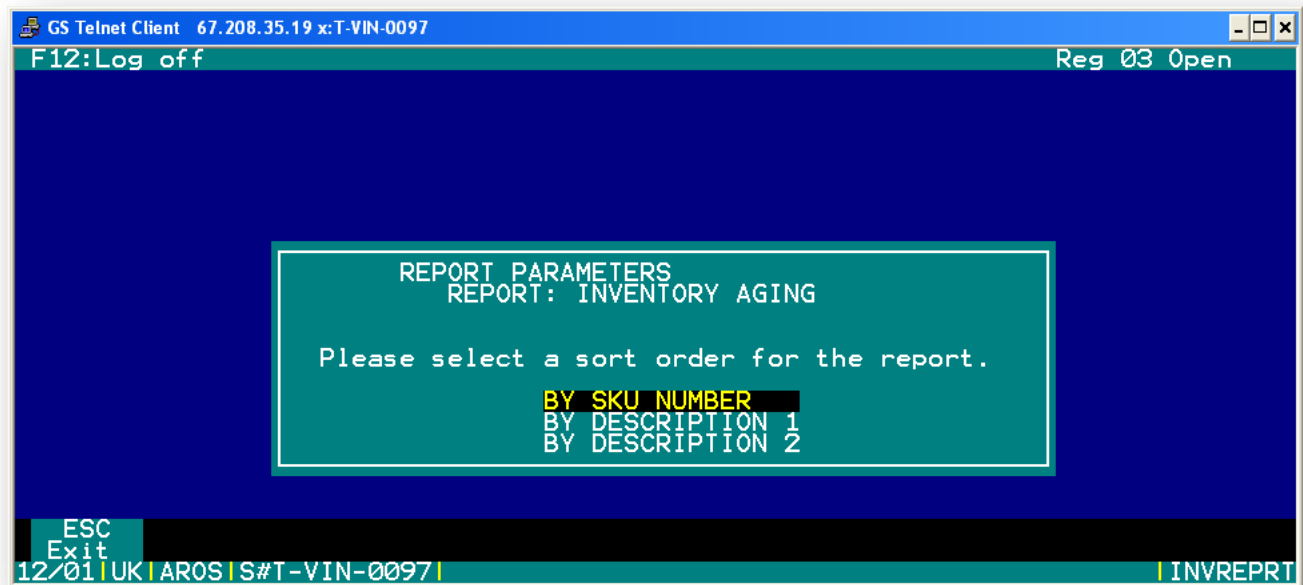 GS Telnet Client 67.208.35.19 x:T-VIN-0097
F12:Log off Reg 03 Open
REPORT PARAMETERS
REPORT: INVENTORY AGING
Please select a sort order for the report.
BY SKU NUMBER
BY DESCRIPTION 1
BY DESCRIPTION 2
ESC
Exit
12/01|UK|AROS|S#T-VIN-0097| |INVREPRT